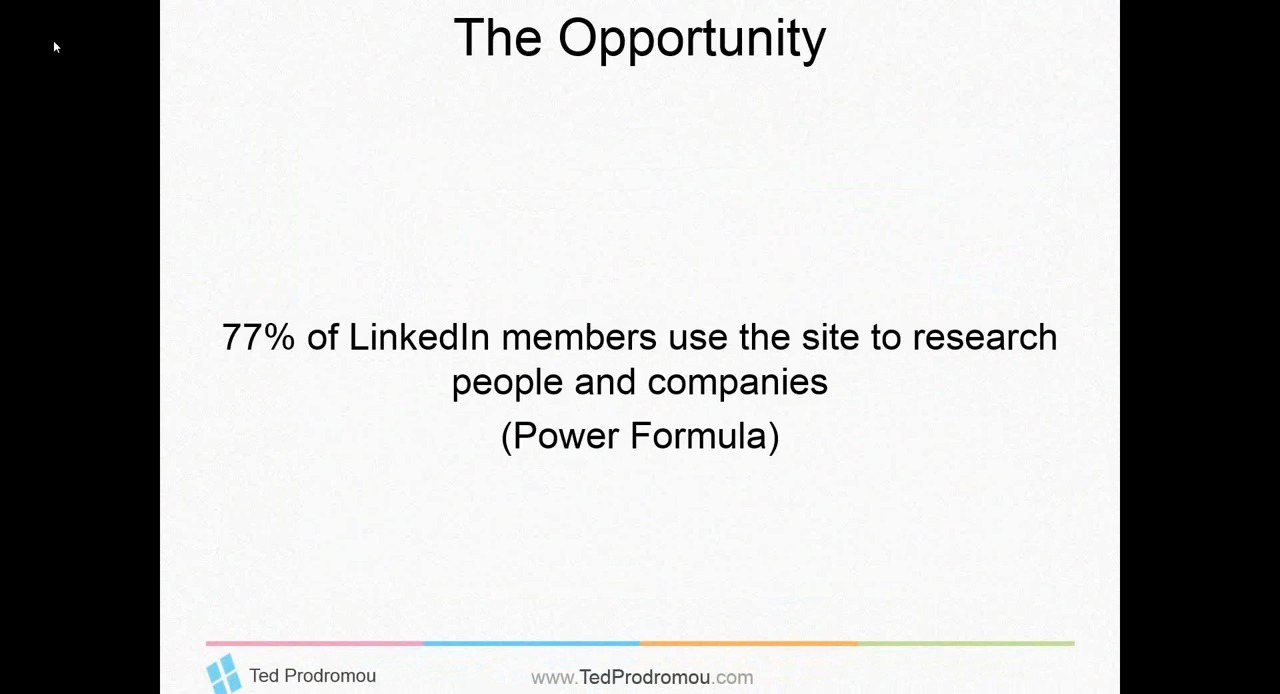 The Opportunity
77% of LinkedIn members use the site to research
people and companies
(Power Formula)
Ted Prodromou
www.TedProdromou.com